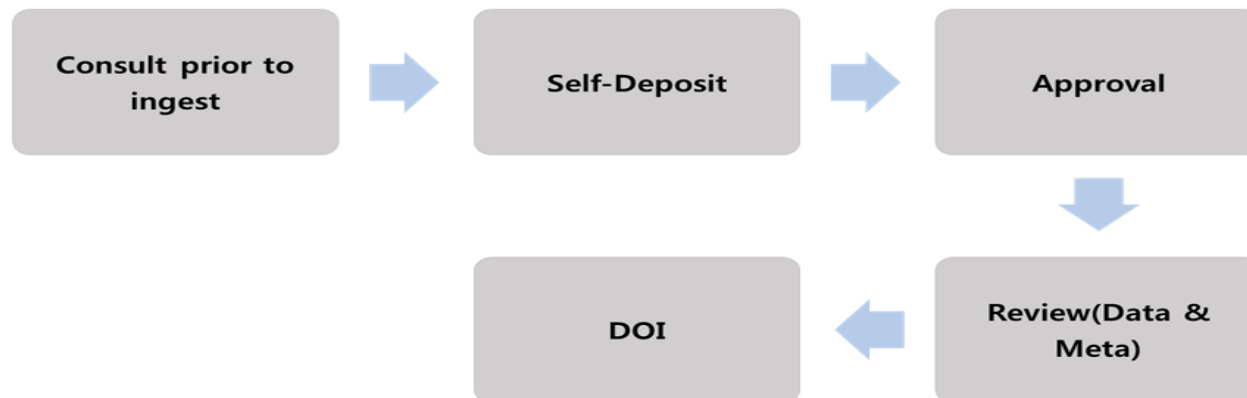 Consult prior to
ingest
Self-Deposit
Approval
Review(Data &
Meta)
DOI